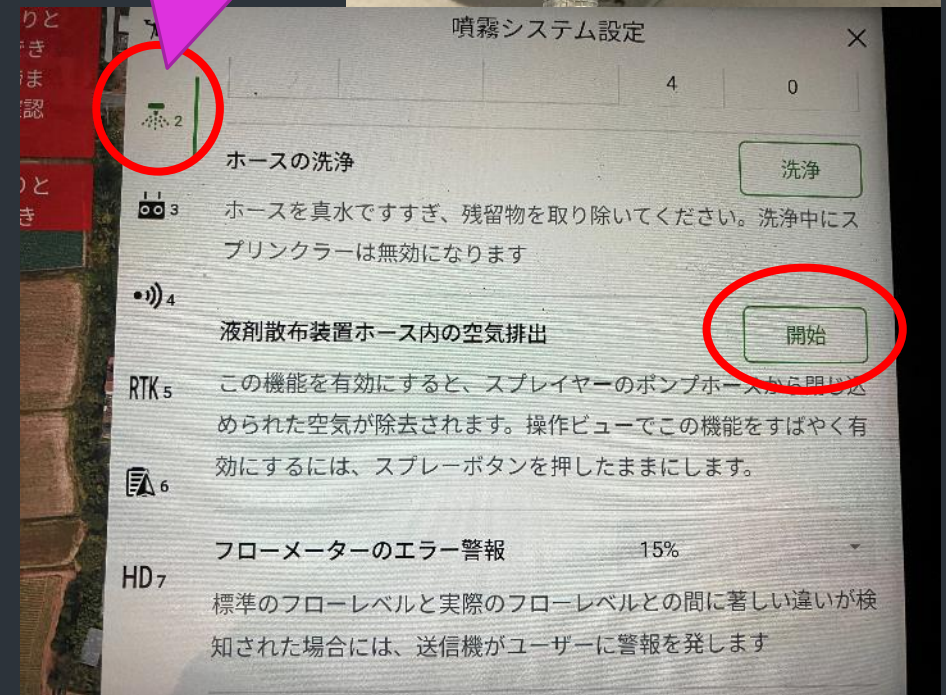 りと
き
ま
認
りと
き
噴霧システム設定
4 0
2
ホースの洗浄
洗浄
ホースを真水ですすぎ、残留物を取り除いてください。洗浄中にス
プリンクラーは無効になります
3
4
液剤散布装置ホース内の空気排出
開始
この機能を有効にすると、スプレイヤーのポンプホースから閉じ込
められた空気が除去されます。操作ビューでこの機能をすばやく有
効にするには、スプレーボタンを押したままにします。
RTK 5
6
フローメーターのエラー警報 15%
HD 7
標準のフローレベルと実際のフローレベルとの間に著しい違いが検
知された場合には、送信機がユーザーに警報を発します